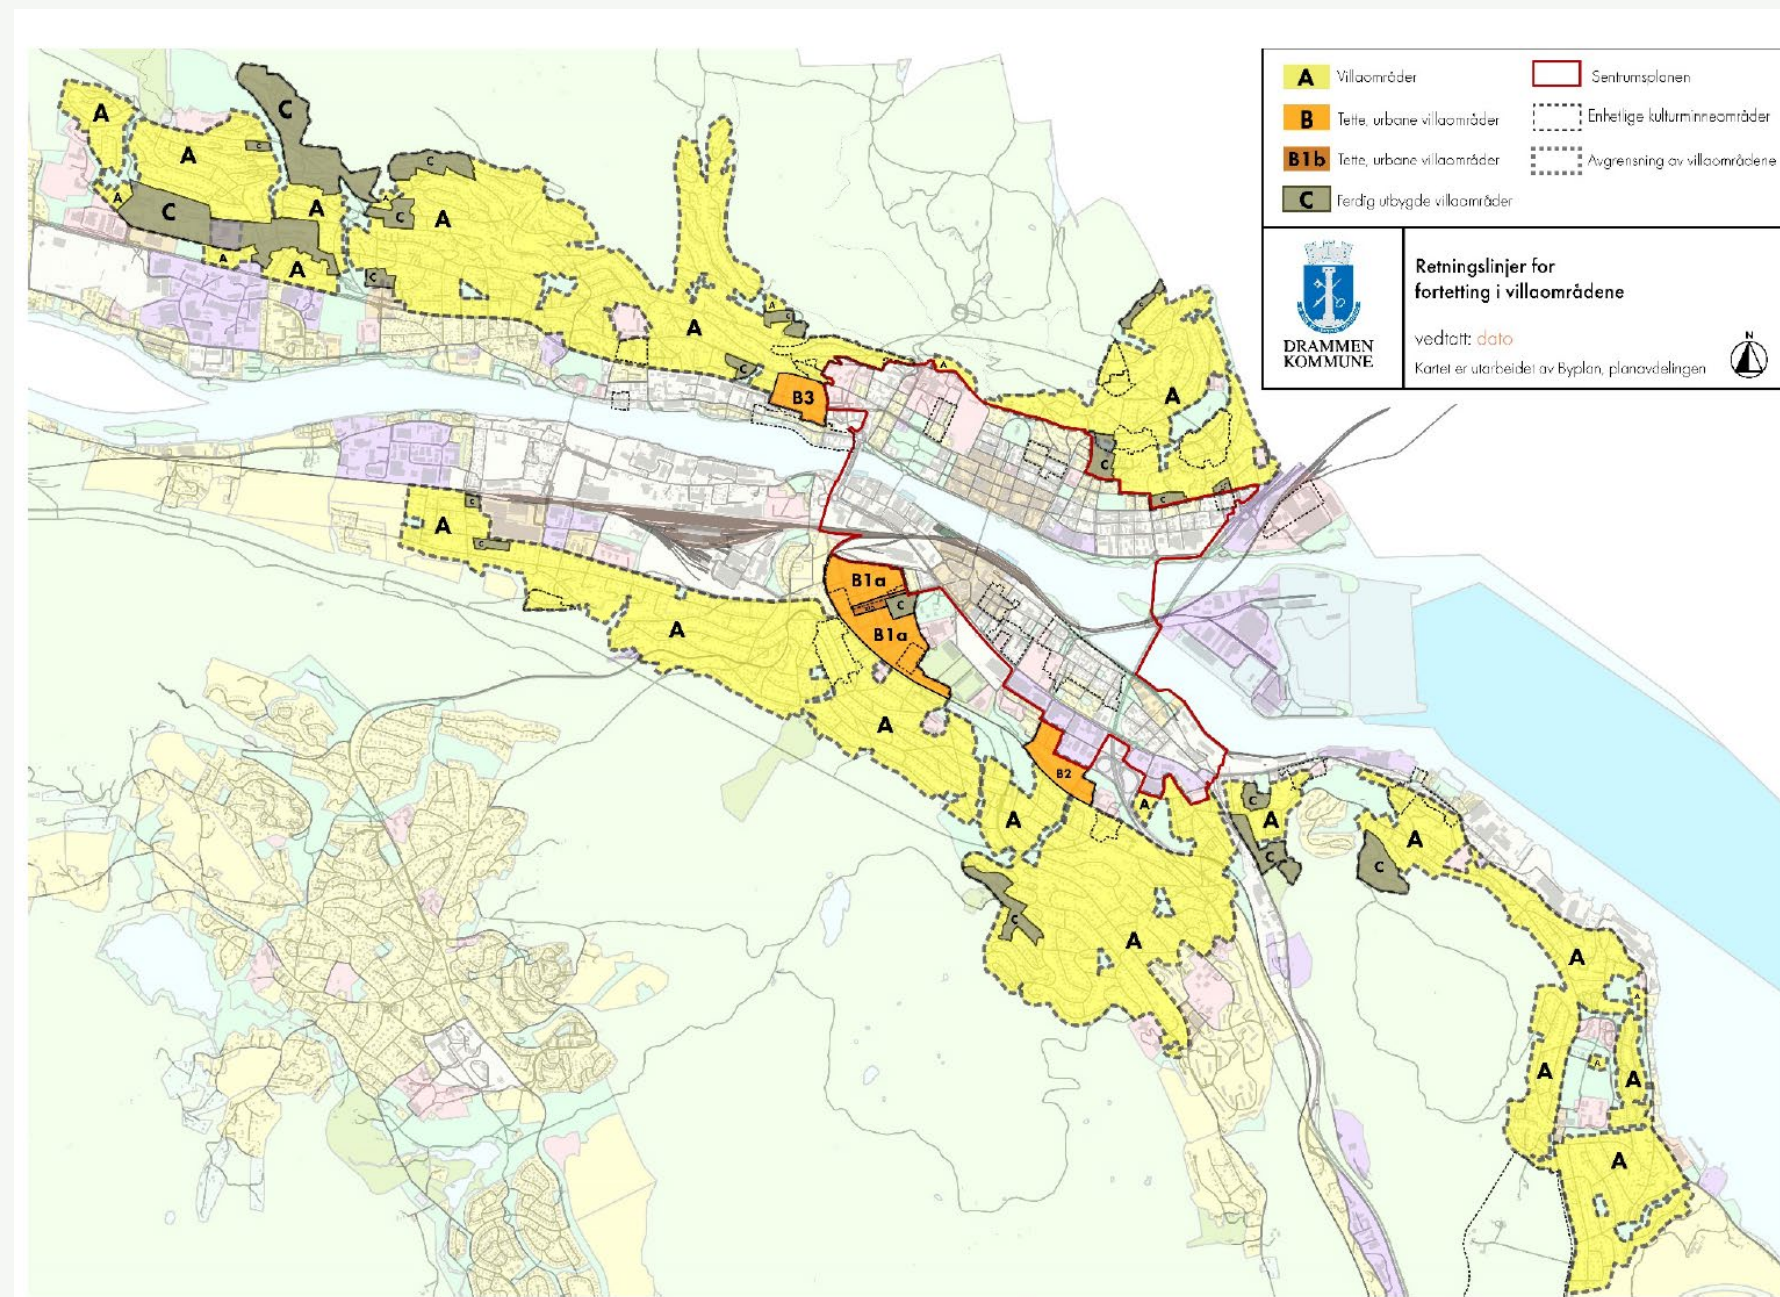 A Villaområder
B Tette, urbane villaområder
B1b Tette, urbane villaområder
C Ferdig utbygde villaområder
Sentrumsplanen
Enhetlige kulturminneområder
Avgrensning av villaområdene
DRAMMEN
KOMMUNE
Retningslinjer for
fortetting i villaområdene
vedtatt: dato
Kartet er utarbeidet av Byplan, planavdelingen
N
A
C
A
C
C
A
C
A
A
C
A
C
A
A
C
A
A
C
C
A
C
A
B3
C
C
C
A
C
C
B1a
C
B1a
A
A
B2
A
A
C
A
C
A
C
C
A
A
A
A
A
A
A